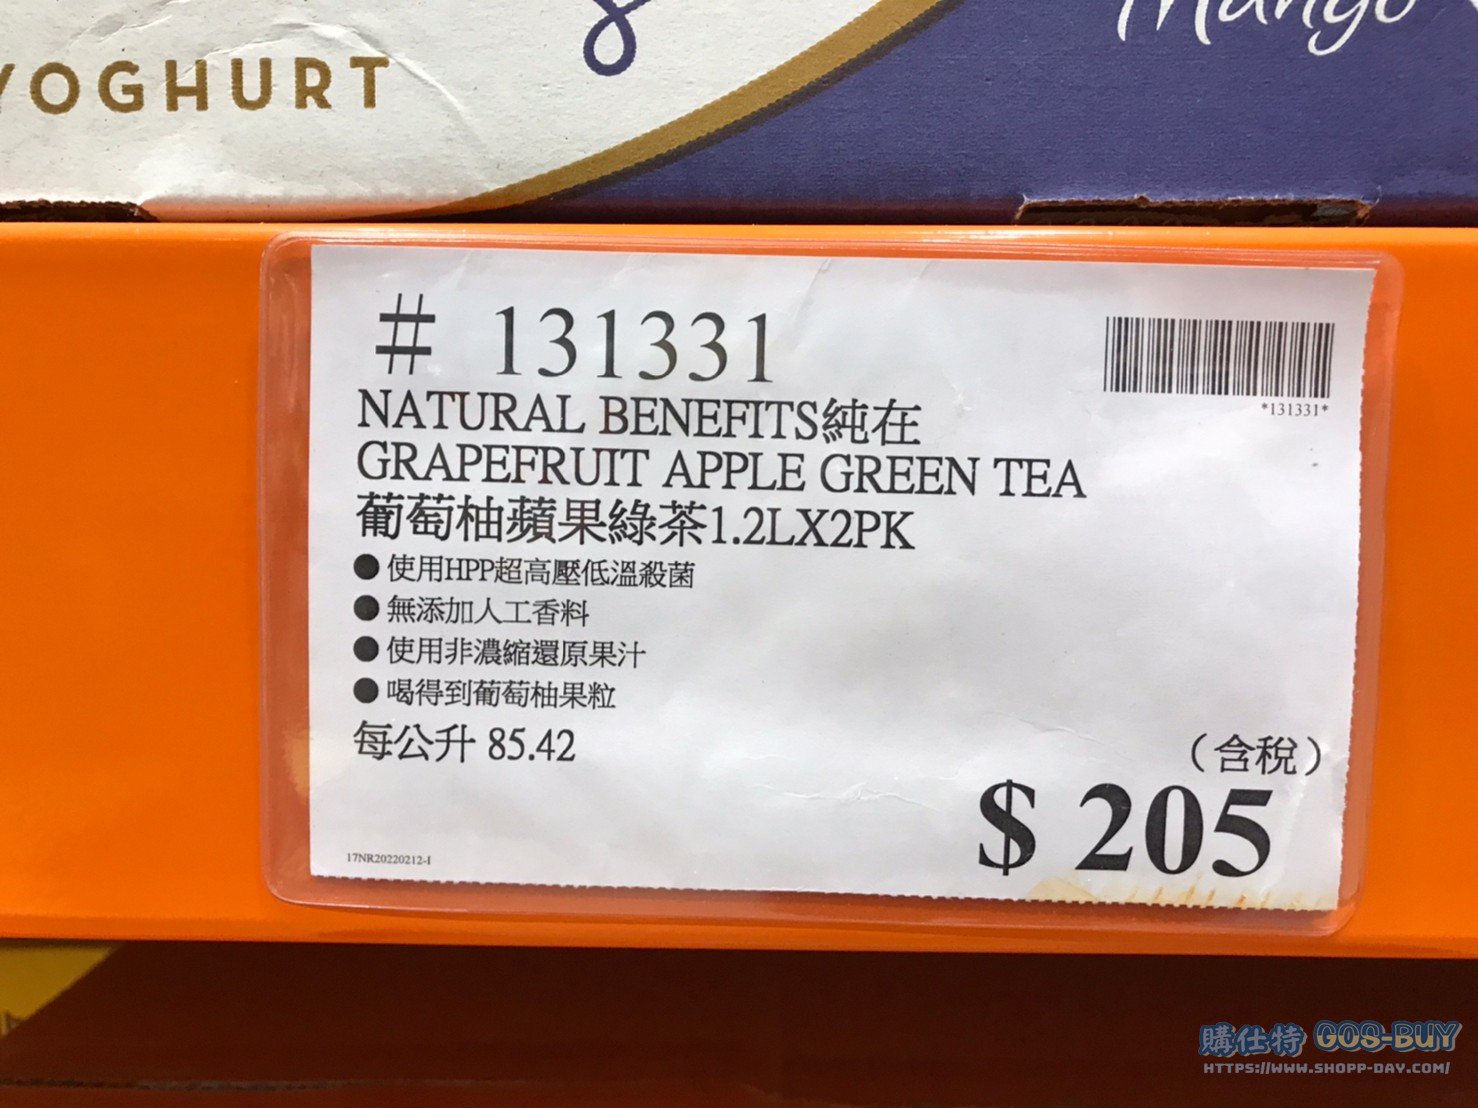 YOGHURT
Mango
# 131331
*131331*
NATURAL BENEFITS純在
GRAPEFRUIT APPLE GREEN TEA
葡萄柚蘋果綠茶1.2LX2PK
●使用HPP超高壓低溫殺菌
●無添加人工香料
●使用非濃縮還原果汁
●喝得到葡萄柚果粒
每公升 85.42
（含稅）
$ 205
17NR20220212-I
購仕特 GOS-BUY
HTTPS://WWW.SHOPP-DAY.COM/